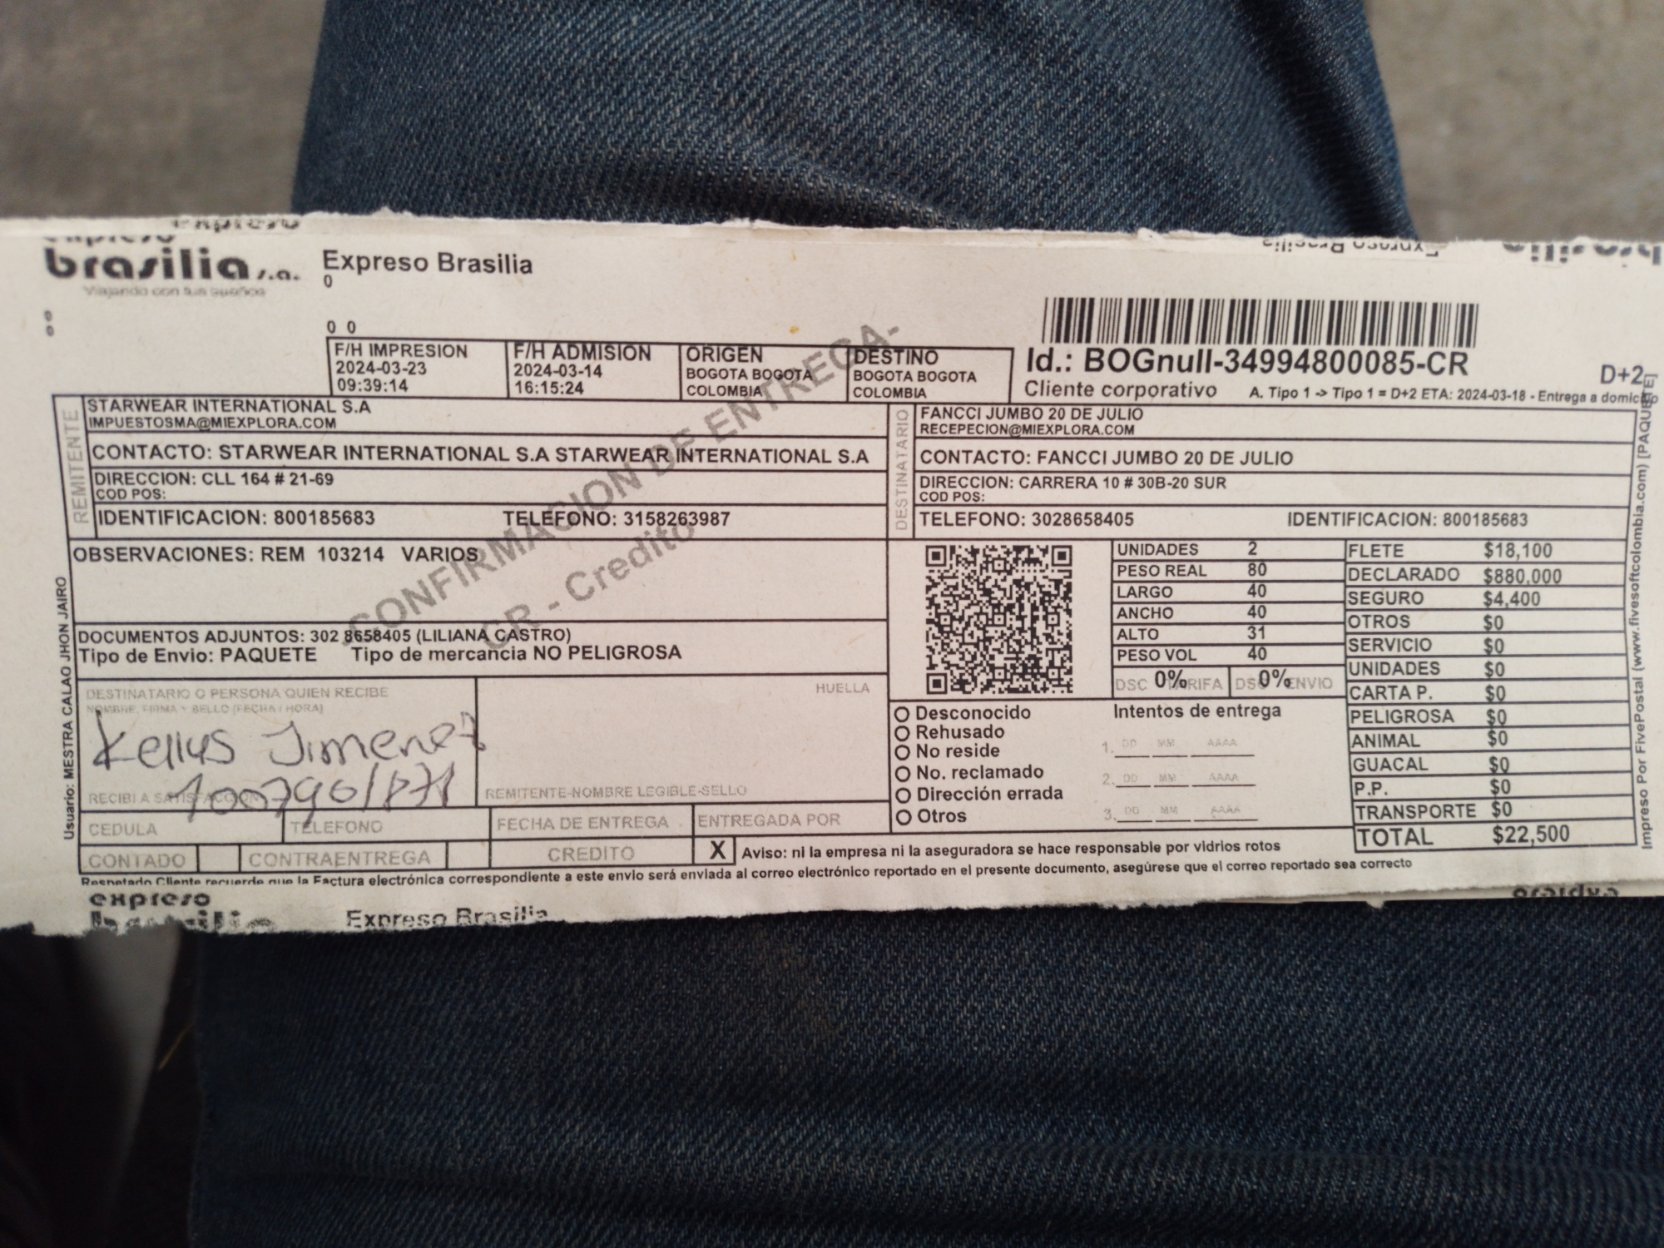 expreso
brasilia s.a.
Viajando con tus sueños
Expreso Brasilia
0
0 0
F/H IMPRESION
2024-03-23
09:39:14
F/H ADMISION
2024-03-14
16:15:24
ORIGEN
BOGOTA BOGOTA
COLOMBIA
DESTINO
BOGOTA BOGOTA
COLOMBIA
Id.: BOGnull-34994800085-CR
D+2
Cliente corporativo
A. Tipo 1 -> Tipo 1 = D+2 ETA: 2024-03-18 - Entrega a domicilio
[PAQUETE]
CONFIRMACION DE ENTREGA-
CR - Credito
REMITENTE
STARWEAR INTERNATIONAL S.A
IMPUESTOSMA@MIEXPLORA.COM
CONTACTO: STARWEAR INTERNATIONAL S.A STARWEAR INTERNATIONAL S.A
DIRECCION: CLL 164 # 21-69
COD POS:
IDENTIFICACION: 800185683 TELEFONO: 3158263987
DESTINATARIO
FANCCI JUMBO 20 DE JULIO
RECEPECION@MIEXPLORA.COM
CONTACTO: FANCCI JUMBO 20 DE JULIO
DIRECCION: CARRERA 10 # 30B-20 SUR
COD POS:
TELEFONO: 3028658405 IDENTIFICACION: 800185683
OBSERVACIONES: REM 103214 VARIOS
DOCUMENTOS ADJUNTOS: 302 8658405 (LILIANA CASTRO)
Tipo de Envio: PAQUETE Tipo de mercancia NO PELIGROSA
DESTINATARIO O PERSONA QUIEN RECIBE
NOMBRE, FIRMA Y SELLO (FECHA / HORA)
Kellys Jimenez
RECIBI A SATISFACCION
HUELLA
REMITENTE-NOMBRE LEGIBLE-SELLO
CEDULA
TELEFONO
FECHA DE ENTREGA
ENTREGADA POR
CONTADO
CONTRAENTREGA
CREDITO
X
UNIDADES 2
PESO REAL 80
LARGO 40
ANCHO 40
ALTO 31
PESO VOL 40
DSC TARIFA 0%
DSC ENVIO 0%
Desconocido
Rehusado
No reside
No. reclamado
Dirección errada
Otros
Intentos de entrega
1. DD MM AAAA
2. DD MM AAAA
3. DD MM AAAA
FLETE $18,100
DECLARADO $880,000
SEGURO $4,400
OTROS $0
SERVICIO $0
UNIDADES $0
CARTA P. $0
PELIGROSA $0
ANIMAL $0
GUACAL $0
P.P. $0
TRANSPORTE $0
TOTAL $22,500
Aviso: ni la empresa ni la aseguradora se hace responsable por vidrios rotos
Respetado Cliente recuerde que la Factura electrónica correspondiente a este envio será enviada al correo electrónico reportado en el presente documento, asegúrese que el correo reportado sea correcto
Usuario: MESTRA CALAO JHON JAIRO
Impreso Por FivePostal (www.fivesoftcolombia.com)
expreso
brasilia
Expreso Brasilia
expreso
Expreso Brasilia
brasilia
expreso